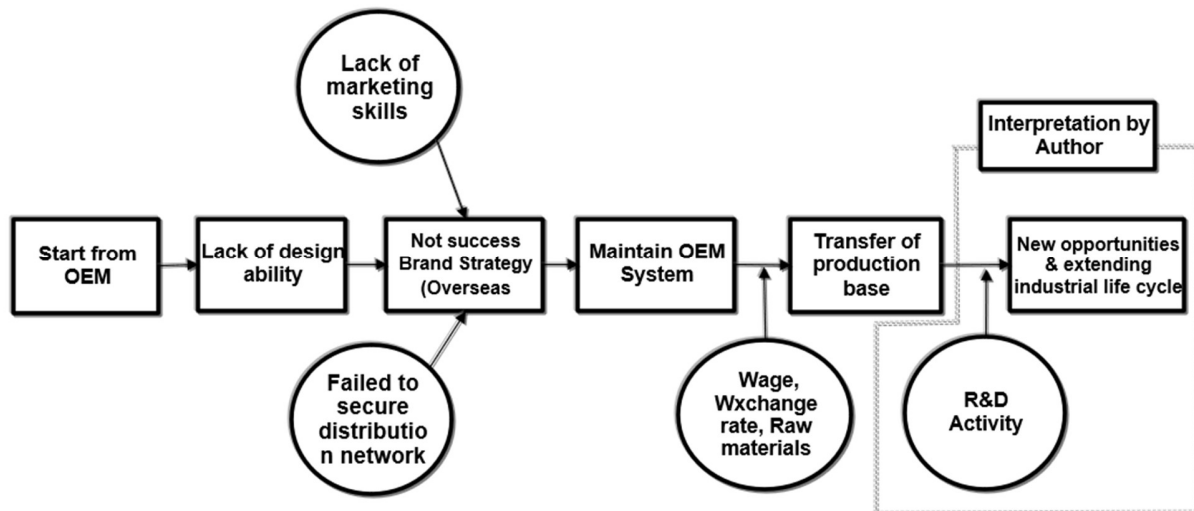 Lack of
marketing
skills
Interpretation by
Author
Start from
OEM
Lack of design
ability
Not success
Brand Strategy
(Overseas
Maintain OEM
System
Transfer of
production
base
New opportunities
& extending
industrial life cycle
Failed to
secure
distributio
n network
Wage,
Wxchange
rate, Raw
materials
R&D
Activity